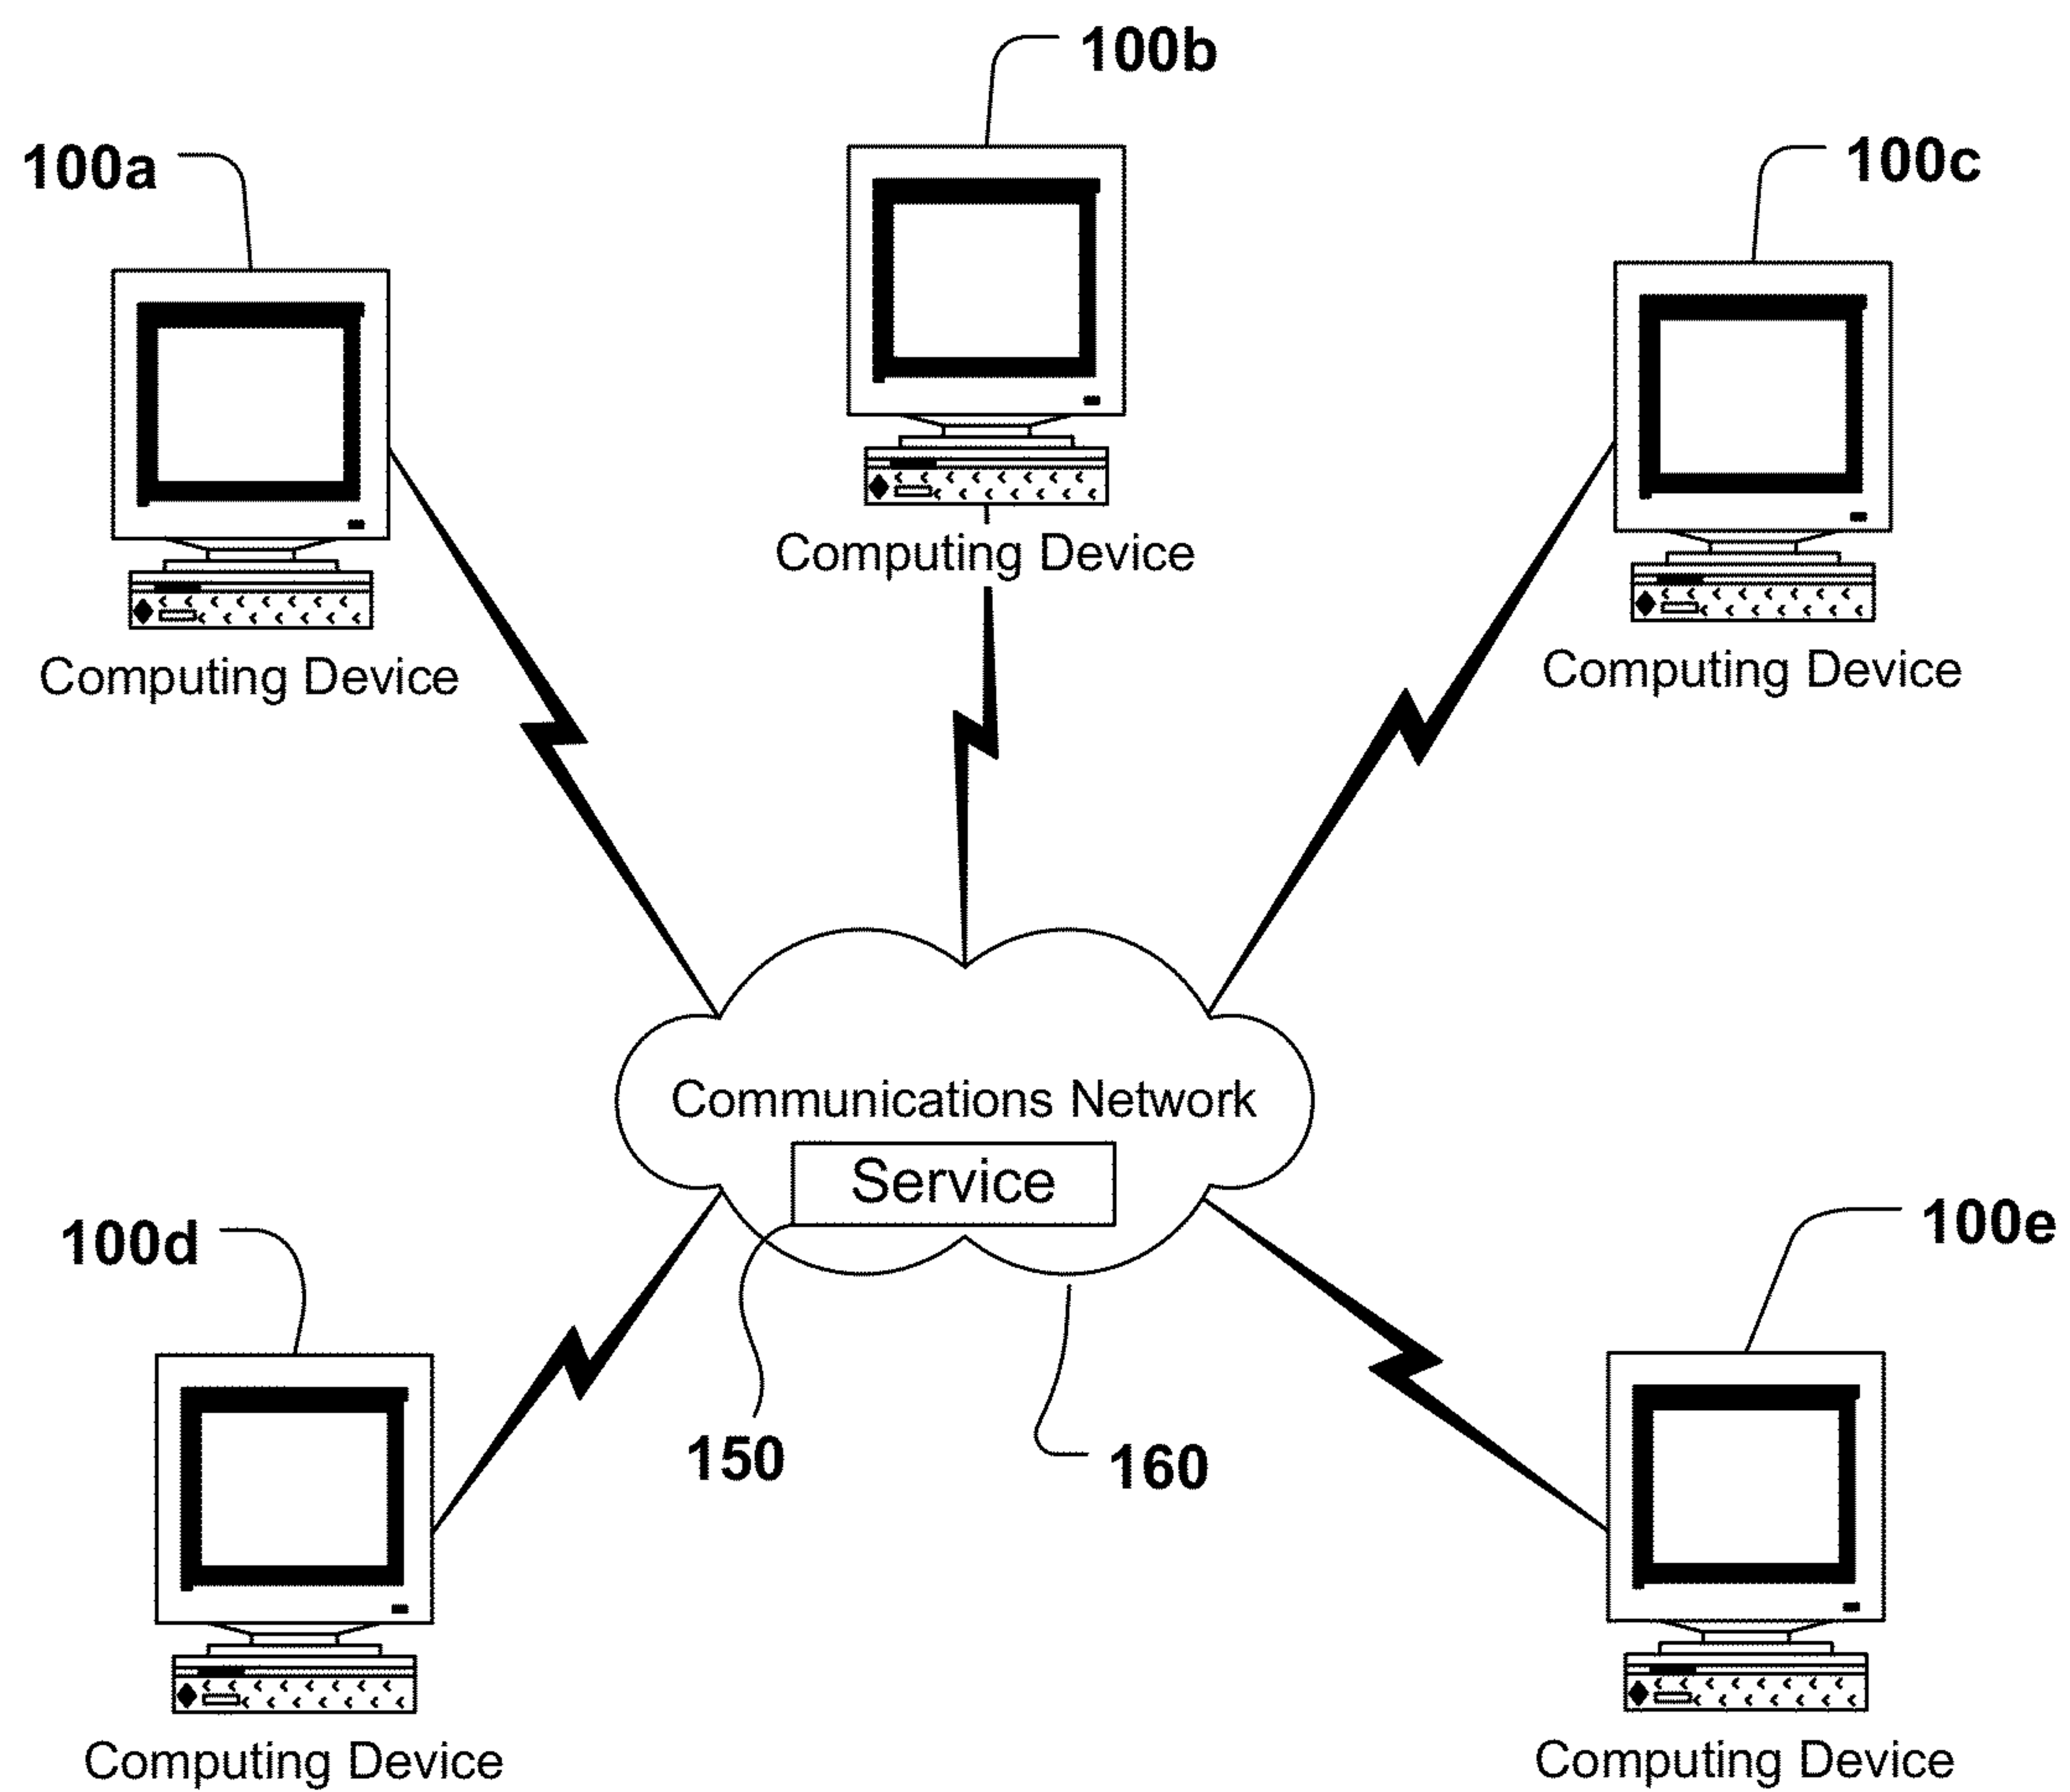 100b
100a
100c
Computing Device
Computing Device
Computing Device
Communications Network
Service
100d
100e
150
160
Computing Device
Computing Device